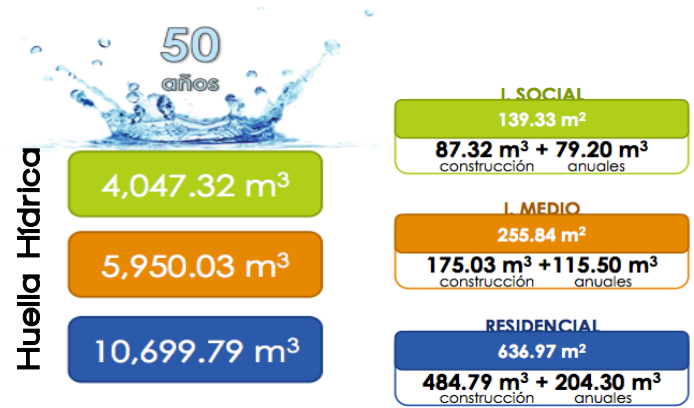 50
años
Huella Hídrica
4,047.32 m³
5,950.03 m³
10,699.79 m³
I. SOCIAL
139.33 m²
87.32 m³ + 79.20 m³
construcción anuales
I. MEDIO
255.84 m²
175.03 m³ +115.50 m³
construcción anuales
RESIDENCIAL
636.97 m²
484.79 m³ + 204.30 m³
construcción anuales